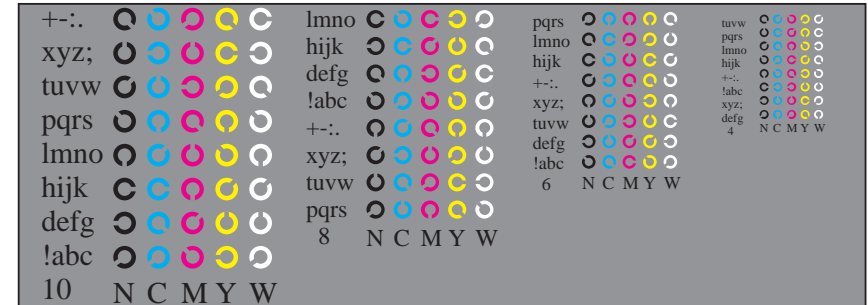 +-:.
xyz;
tuvw
pqrs
lmno
hijk
defg
!abc
10 N C M Y W
lmno
hijk
defg
!abc
+-:.
xyz;
tuvw
pqrs
8 N C M Y W
pqrs
lmno
hijk
+-:.
xyz;
tuvw
defg
!abc
6 N C M Y W
tuvw
pqrs
lmno
hijk
+-:.
!abc
xyz;
defg
4 N C M Y W